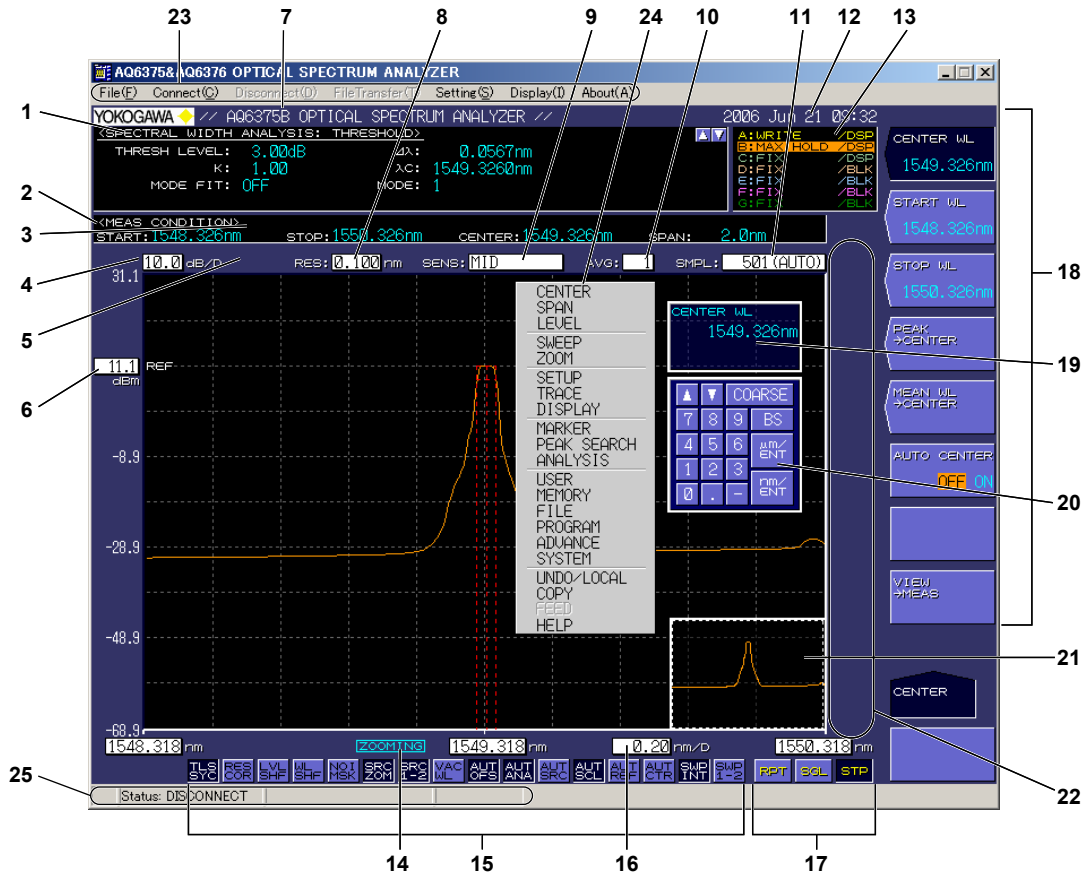 23 7 8 9 24 10 11 12 13
AQ6375&AQ6376 OPTICAL SPECTRUM ANALYZER
File(F) Connect(C) Disconnect(D) FileTransfer(T) Setting(S) Display(I) About(A)
YOKOGAWA // AQ6375B OPTICAL SPECTRUM ANALYZER // 2006 Jun 21 09:32
1
<SPECTRAL WIDTH ANALYSIS: THRESHOLD>
THRESH LEVEL: 3.00dB Δλ: 0.0567nm
K: 1.00 λC: 1549.3260nm
MODE FIT: OFF MODE: 1
A:WRITE /DSP
B:MAX HOLD /DSP
C:FIX /DSP
D:FIX /BLK
E:FIX /BLK
F:FIX /BLK
G:FIX /BLK
2
<MEAS CONDITION>
3
START:1548.326nm STOP:1550.326nm CENTER:1549.326nm SPAN: 2.0nm
4
10.0 dB/D RES: 0.100 nm SENS: MID AVG: 1 SMPL: 501(AUTO)
5
31.1
6
11.1 REF
dBm
-8.9
-28.9
-48.9
-68.9
CENTER
SPAN
LEVEL
SWEEP
ZOOM
SETUP
TRACE
DISPLAY
MARKER
PEAK SEARCH
ANALYSIS
USER
MEMORY
FILE
PROGRAM
ADVANCE
SYSTEM
UNDO/LOCAL
COPY
FEED
HELP
CENTER WL
1549.326nm
COARSE
7 8 9 BS
4 5 6 μm/ENT
1 2 3 nm/ENT
0 . -
CENTER WL
1549.326nm
START WL
1548.326nm
STOP WL
1550.326nm
PEAK
→CENTER
MEAN WL
→CENTER
AUTO CENTER
OFF ON
VIEW
→MEAS
CENTER
18
19
20
21
22
1548.318 nm ZOOMING 1549.318 nm 0.20 nm/D 1550.318 nm
TLS SYC RES COR LVL SHF WL SHF NOI MSK SRC ZOM SRC 1-2 VAC WL AUT OFS AUT ANA AUT SRC AUT SCL AUT REF AUT CTR SWP INT SWP 1-2 RPT SGL STP
25
Status: DISCONNECT
14 15 16 17